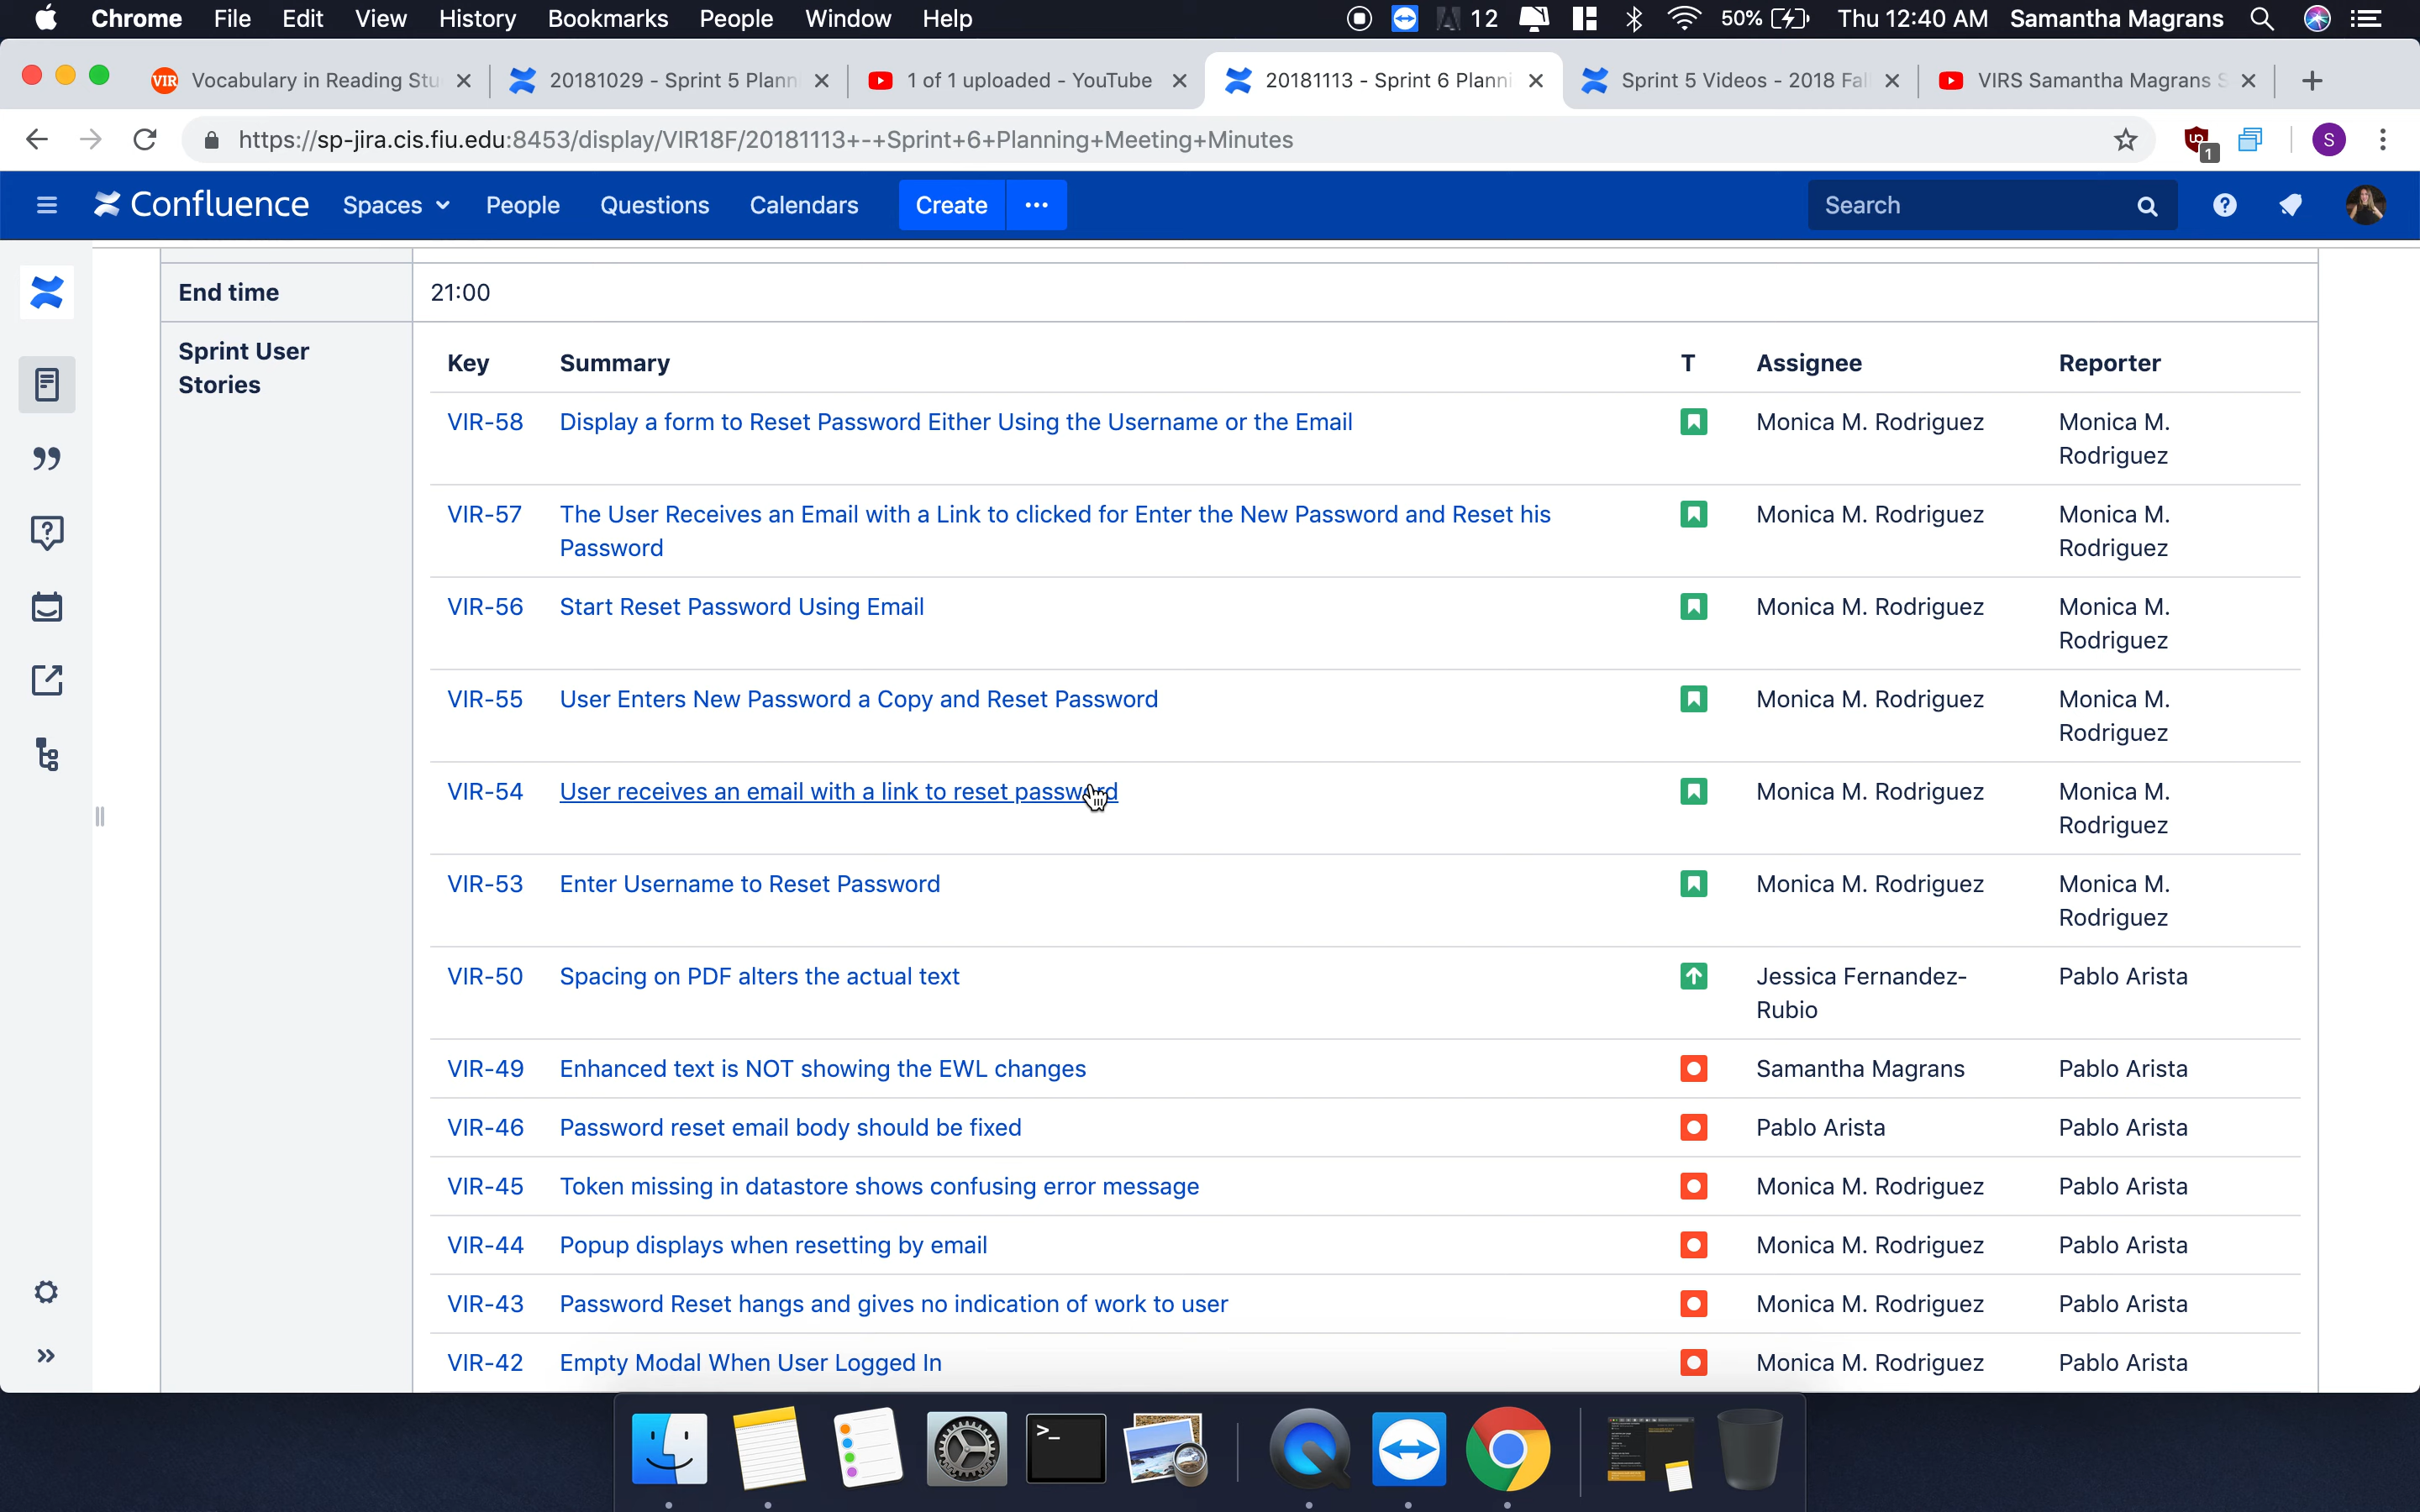 Chrome File Edit View History Bookmarks People Window Help 12 50% Thu 12:40 AM Samantha Magrans
VIR Vocabulary in Reading Stu 20181029 - Sprint 5 Plann 1 of 1 uploaded - YouTube 20181113 - Sprint 6 Planni Sprint 5 Videos - 2018 Fal VIRS Samantha Magrans S
https://sp-jira.cis.fiu.edu:8453/display/VIR18F/20181113+-+Sprint+6+Planning+Meeting+Minutes 1 S
Confluence Spaces People Questions Calendars Create ••• Search
End time 21:00
Sprint User
Stories
Key Summary T Assignee Reporter
VIR-58 Display a form to Reset Password Either Using the Username or the Email Monica M. Rodriguez Monica M.
Rodriguez
VIR-57 The User Receives an Email with a Link to clicked for Enter the New Password and Reset his Monica M. Rodriguez Monica M.
Password Rodriguez
VIR-56 Start Reset Password Using Email Monica M. Rodriguez Monica M.
Rodriguez
VIR-55 User Enters New Password a Copy and Reset Password Monica M. Rodriguez Monica M.
Rodriguez
VIR-54 User receives an email with a link to reset password Monica M. Rodriguez Monica M.
Rodriguez
VIR-53 Enter Username to Reset Password Monica M. Rodriguez Monica M.
Rodriguez
VIR-50 Spacing on PDF alters the actual text Jessica Fernandez- Pablo Arista
Rubio
VIR-49 Enhanced text is NOT showing the EWL changes Samantha Magrans Pablo Arista
VIR-46 Password reset email body should be fixed Pablo Arista Pablo Arista
VIR-45 Token missing in datastore shows confusing error message Monica M. Rodriguez Pablo Arista
VIR-44 Popup displays when resetting by email Monica M. Rodriguez Pablo Arista
VIR-43 Password Reset hangs and gives no indication of work to user Monica M. Rodriguez Pablo Arista
VIR-42 Empty Modal When User Logged In Monica M. Rodriguez Pablo Arista